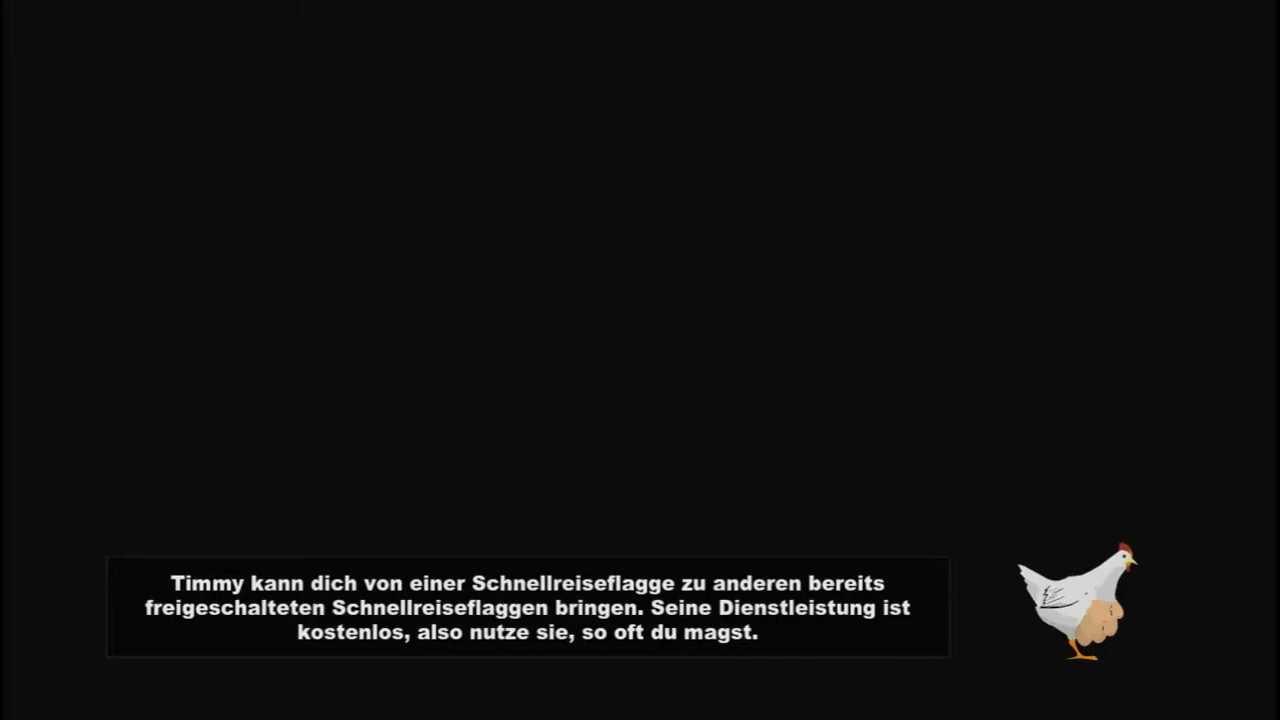 Timmy kann dich von einer Schnellreiseflagge zu anderen bereits
freigeschalteten Schnellreiseflaggen bringen. Seine Dienstleistung ist
kostenlos, also nutze sie, so oft du magst.